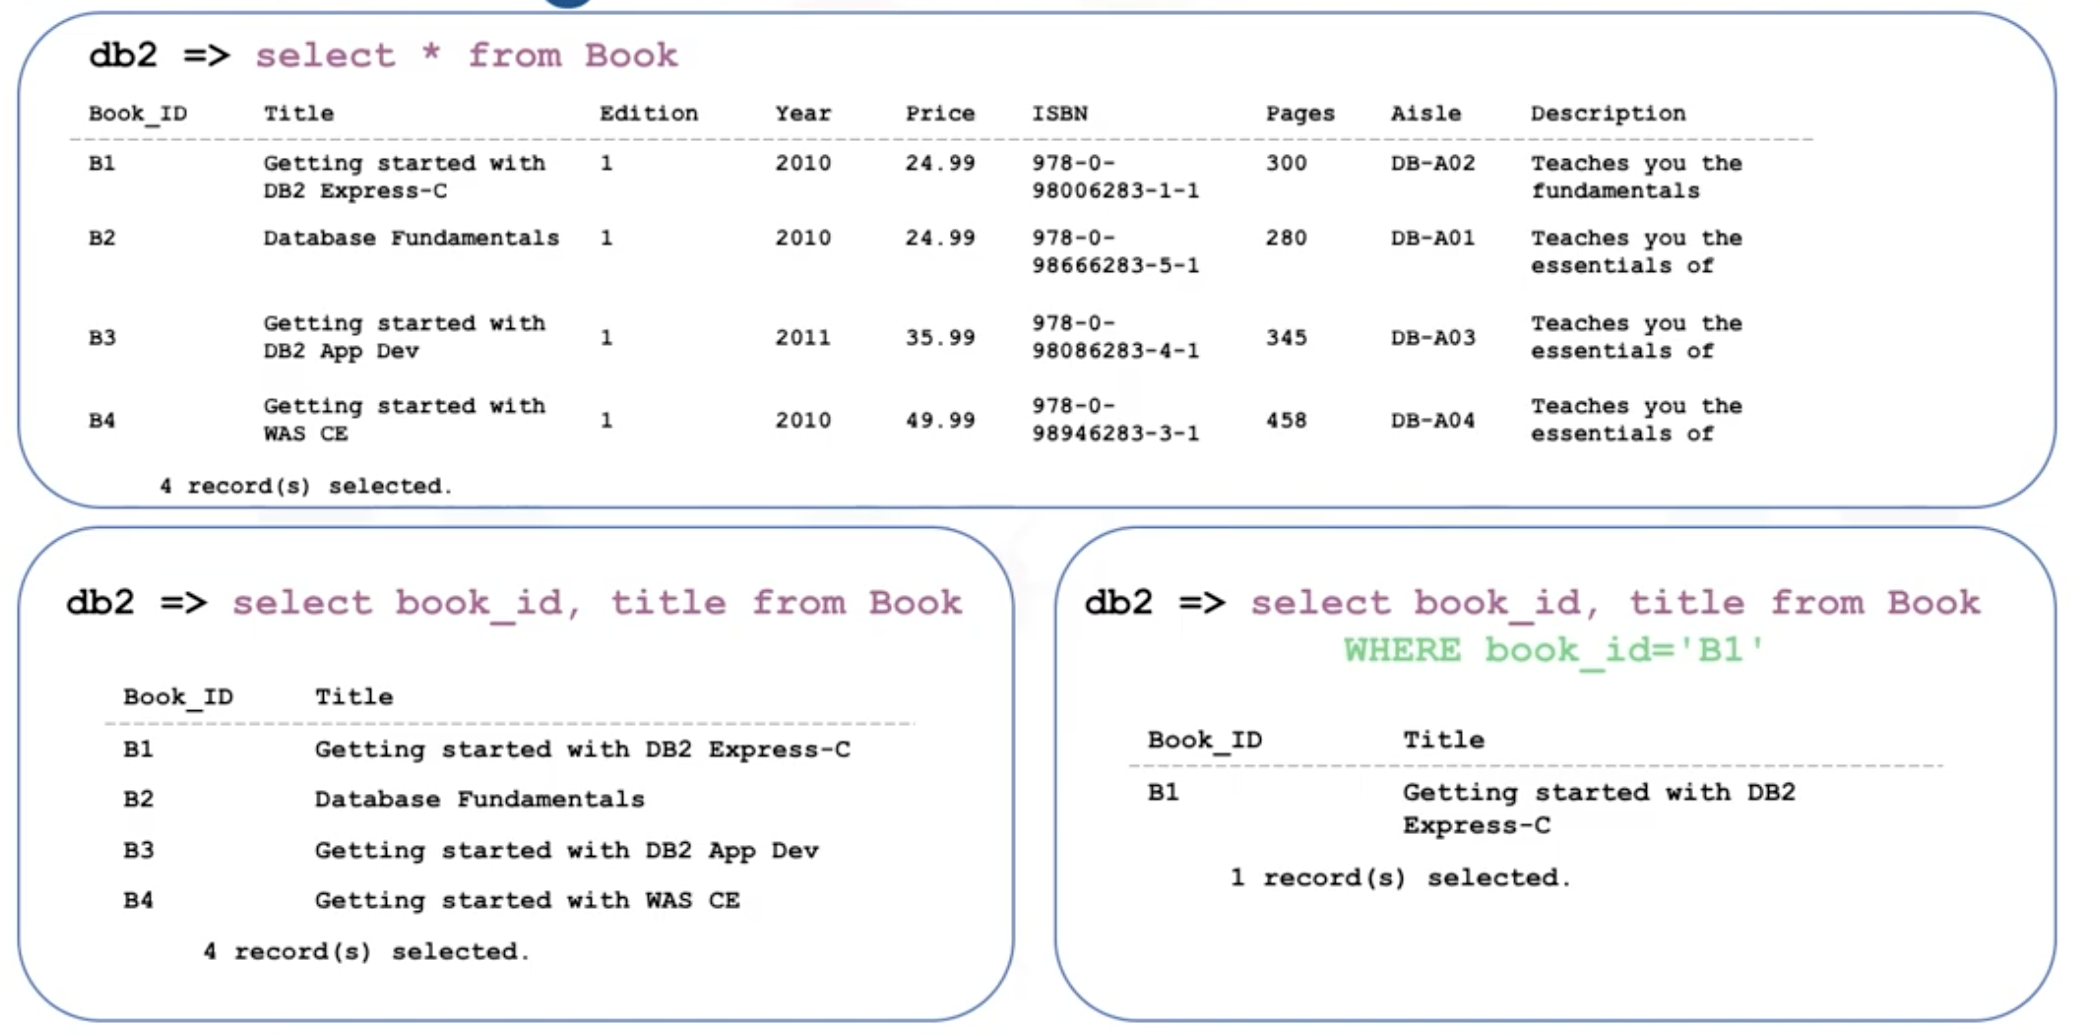 db2 => select * from Book
Book_ID Title Edition Year Price ISBN Pages Aisle Description
B1 Getting started with 1 2010 24.99 978-0- 300 DB-A02 Teaches you the
DB2 Express-C 98006283-1-1 fundamentals
B2 Database Fundamentals 1 2010 24.99 978-0- 280 DB-A01 Teaches you the
98666283-5-1 essentials of
Getting started with 978-0- Teaches you the
B3 1 2011 35.99 345 DB-A03
DB2 App Dev 98086283-4-1 essentials of
Getting started with 978-0- Teaches you the
B4 1 2010 49.99 458 DB-A04
WAS CE 98946283-3-1 essentials of
4 record(s) selected.
db2 => select book_id, title from Book
Book_ID Title
B1 Getting started with DB2 Express-C
B2 Database Fundamentals
B3 Getting started with DB2 App Dev
B4 Getting started with WAS CE
4 record(s) selected.
db2 => select book_id, title from Book
WHERE book_id='B1'
Book_ID Title
B1 Getting started with DB2
Express-C
1 record(s) selected.